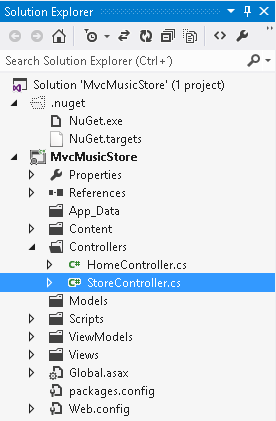 Solution Explorer
Search Solution Explorer (Ctrl+´)
Solution 'MvcMusicStore' (1 project)
.nuget
NuGet.exe
NuGet.targets
MvcMusicStore
Properties
References
App_Data
Content
Controllers
C# HomeController.cs
C# StoreController.cs
Models
Scripts
ViewModels
Views
Global.asax
packages.config
Web.config